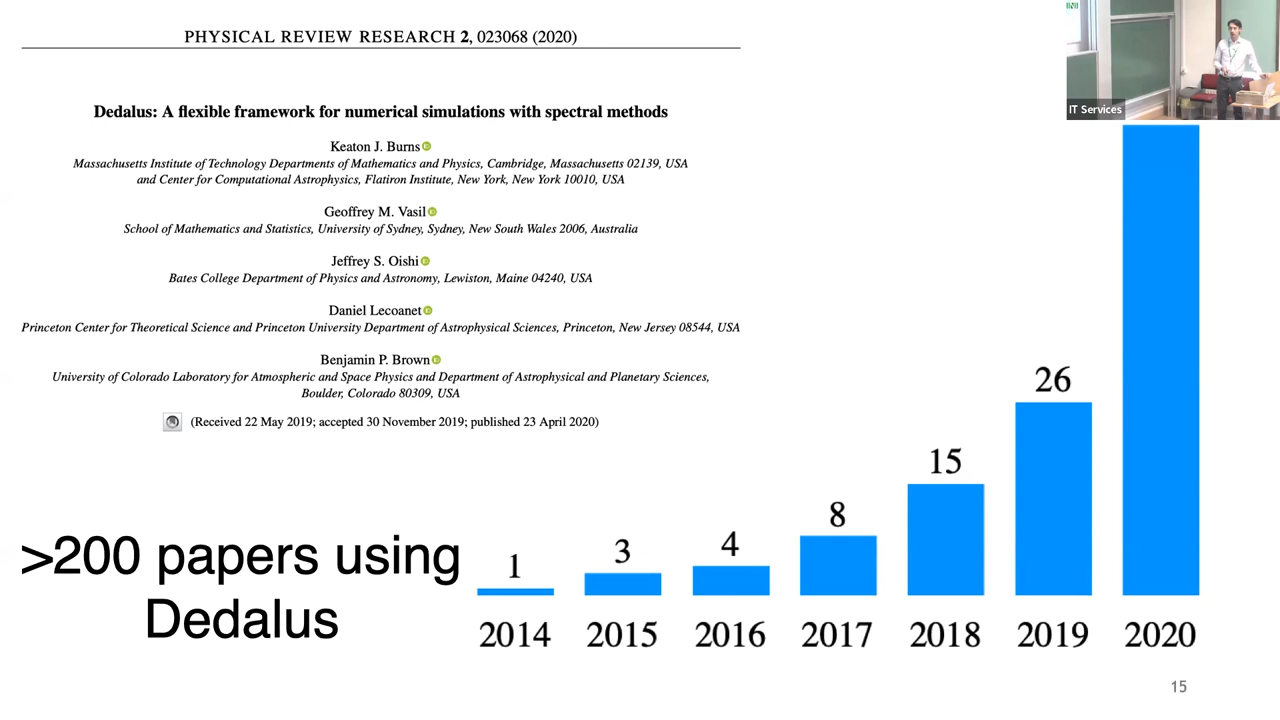 PHYSICAL REVIEW RESEARCH 2, 023068 (2020)
Dedalus: A flexible framework for numerical simulations with spectral methods
Keaton J. Burns
Massachusetts Institute of Technology Departments of Mathematics and Physics, Cambridge, Massachusetts 02139, USA
and Center for Computational Astrophysics, Flatiron Institute, New York, New York 10010, USA
Geoffrey M. Vasil
School of Mathematics and Statistics, University of Sydney, Sydney, New South Wales 2006, Australia
Jeffrey S. Oishi
Bates College Department of Physics and Astronomy, Lewiston, Maine 04240, USA
Daniel Lecoanet
Princeton Center for Theoretical Science and Princeton University Department of Astrophysical Sciences, Princeton, New Jersey 08544, USA
Benjamin P. Brown
University of Colorado Laboratory for Atmospheric and Space Physics and Department of Astrophysical and Planetary Sciences,
Boulder, Colorado 80309, USA
(Received 22 May 2019; accepted 30 November 2019; published 23 April 2020)
>200 papers using
Dedalus
1
3
4
8
15
26
2014 2015 2016 2017 2018 2019 2020
IT Services
15